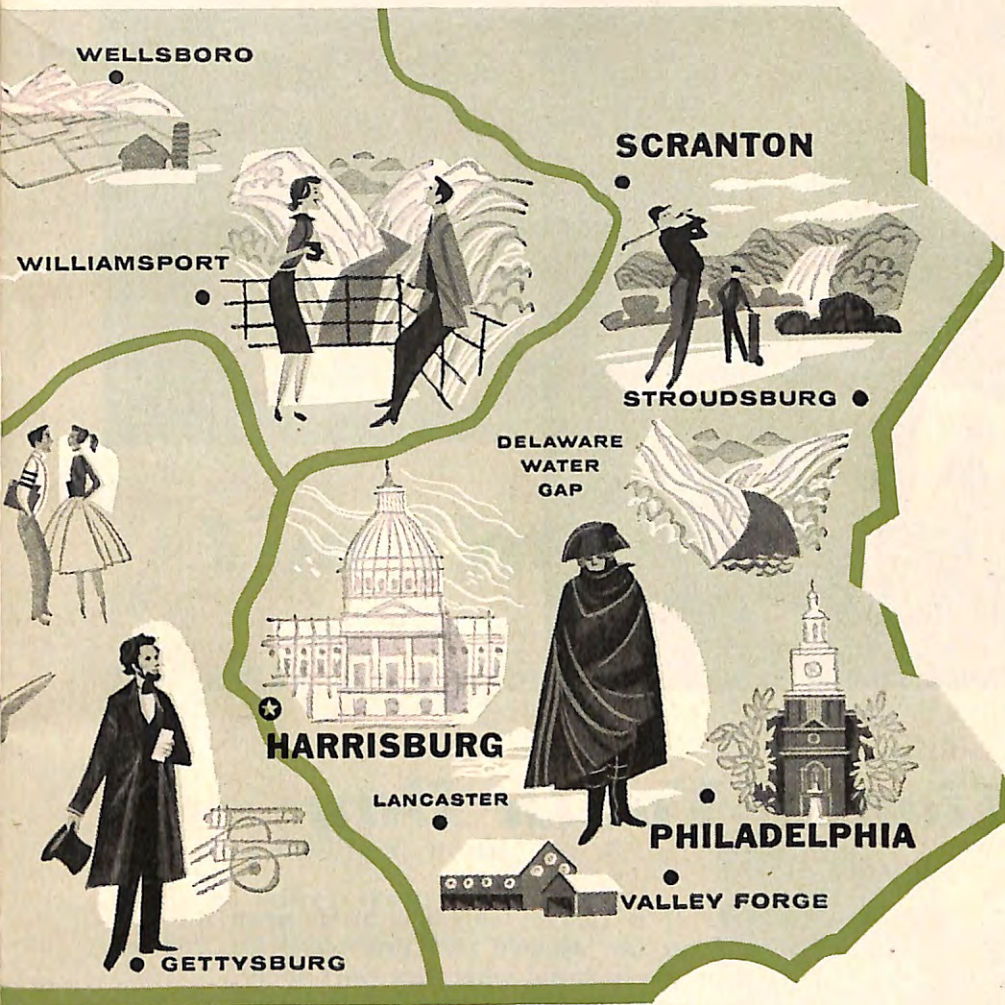 WELLSBORO
SCRANTON
WILLIAMSPORT
STROUDSBURG
DELAWARE
WATER
GAP
HARRISBURG
LANCASTER
PHILADELPHIA
VALLEY FORGE
GETTYSBURG